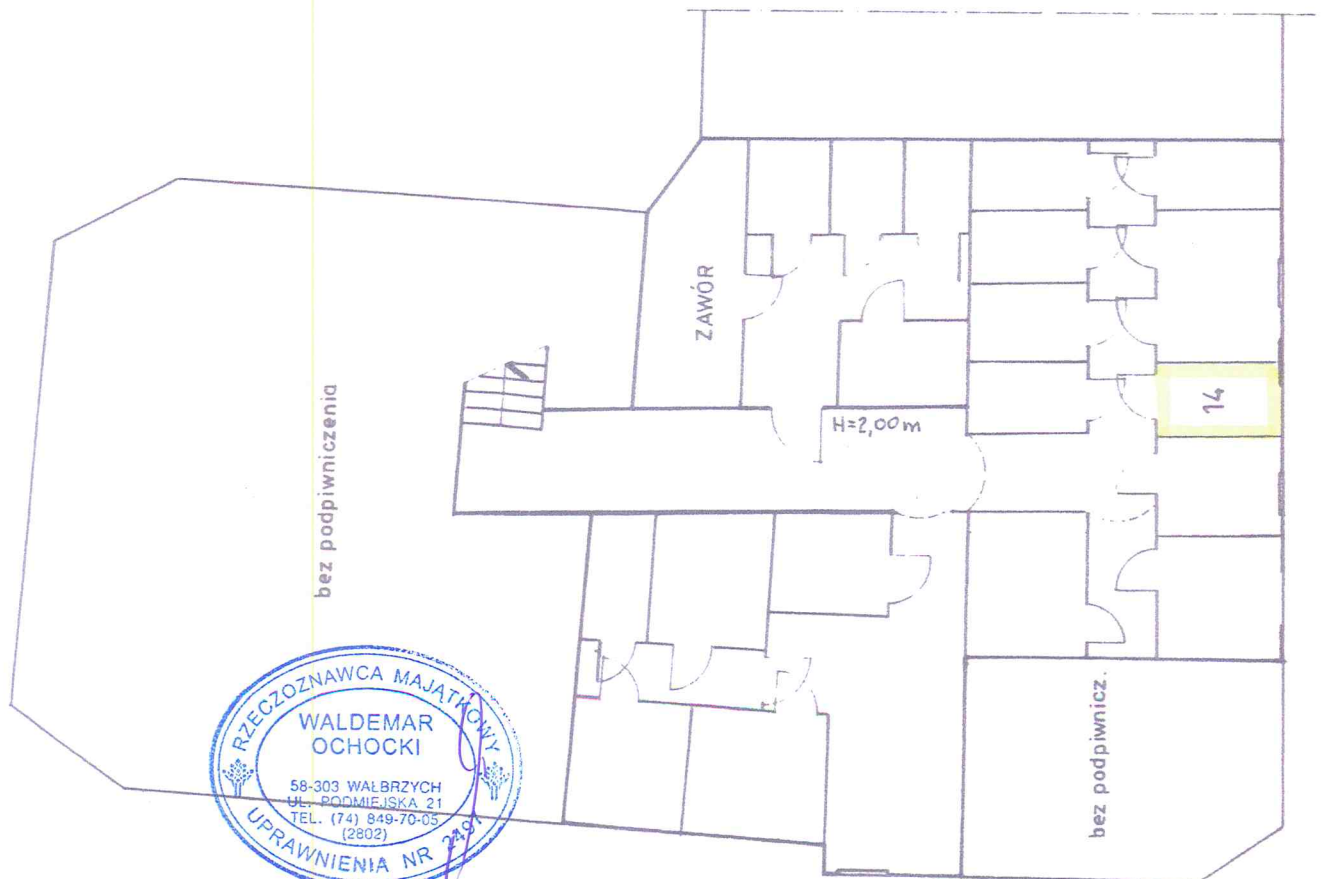 bez podpiwniczenia
ZAWÓR
H=2,00m
14
bez podpiwnicz.
RZECZOZNAWCA MAJĄTKOWY
WALDEMAR
OCHOCKI
58-303 WAŁBRZYCH
UL. PODMIEJSKA 21
TEL. (74) 849-70-05
(2802)
UPRAWNIENIA NR